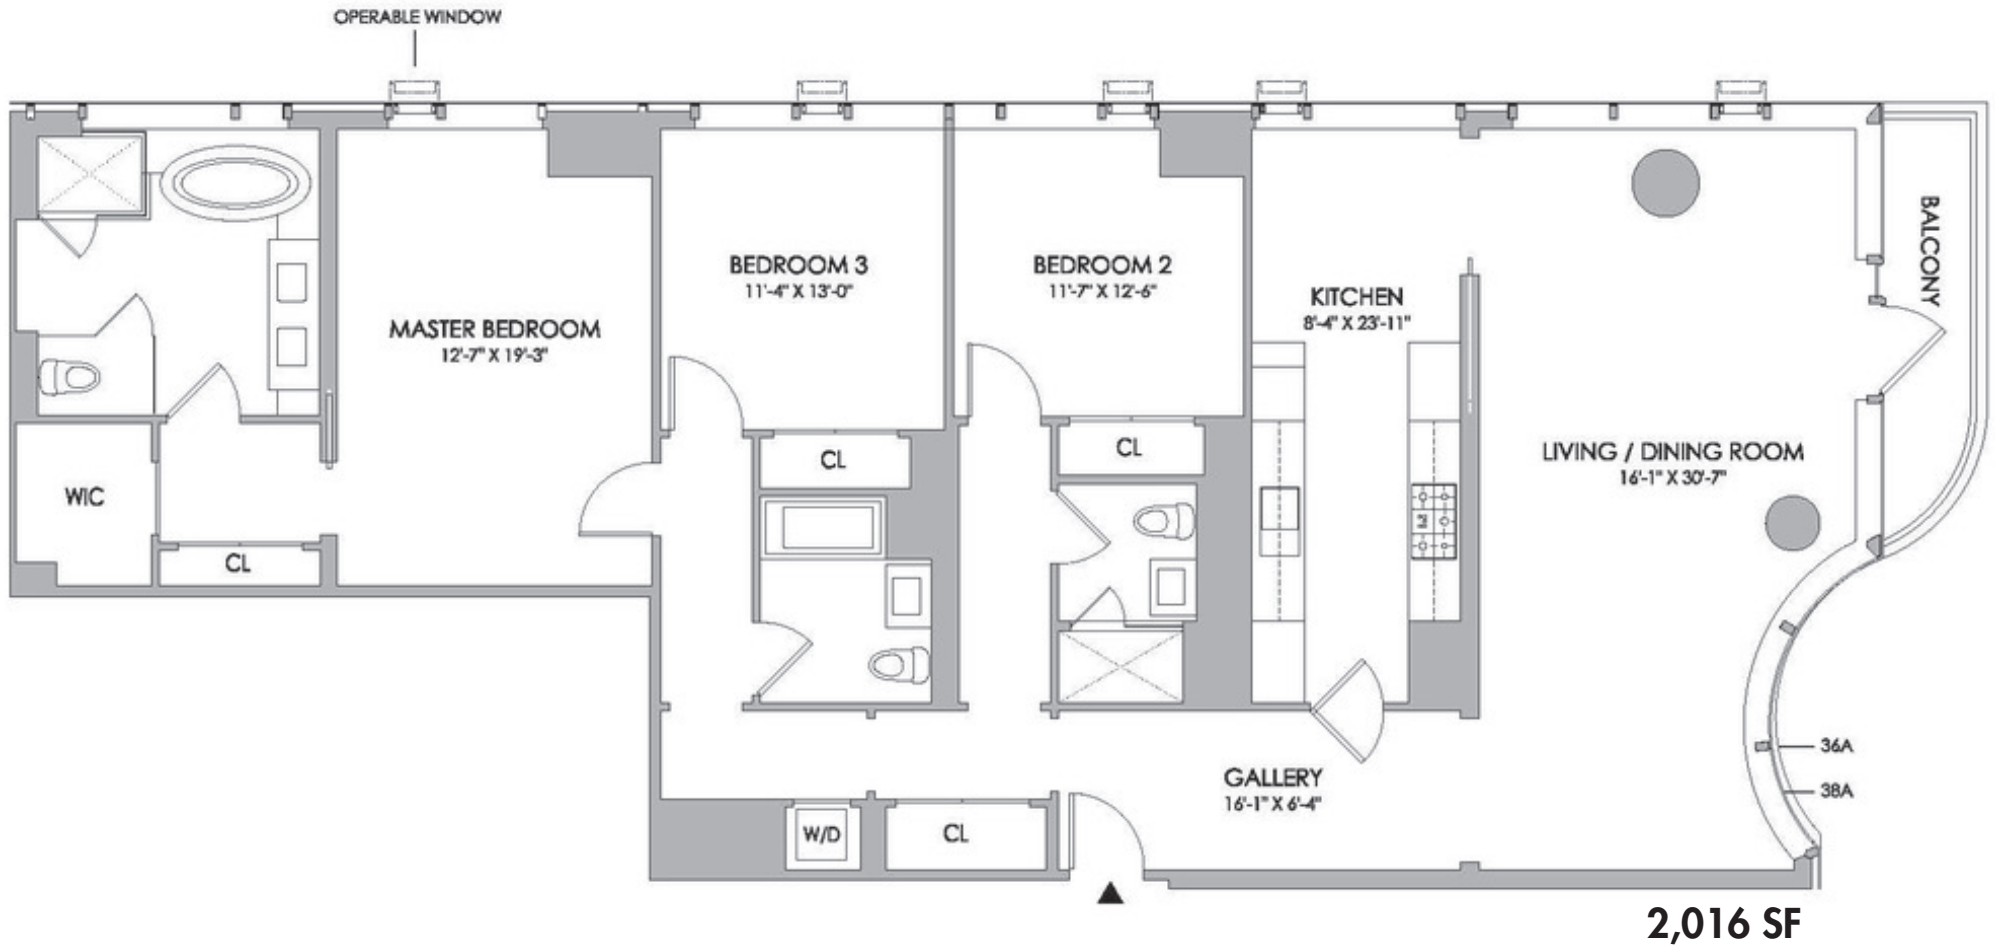 OPERABLE WINDOW
BALCONY
BEDROOM 3
11'-4" X 13'-0"
BEDROOM 2
11'-7" X 12'-6"
KITCHEN
8'-4" X 23'-11"
MASTER BEDROOM
12'-7" X 19'-3"
LIVING / DINING ROOM
16'-1" X 30'-7"
CL
CL
WIC
CL
36A
GALLERY
16'-1" X 6'-4"
38A
W/D
CL
2,016 SF